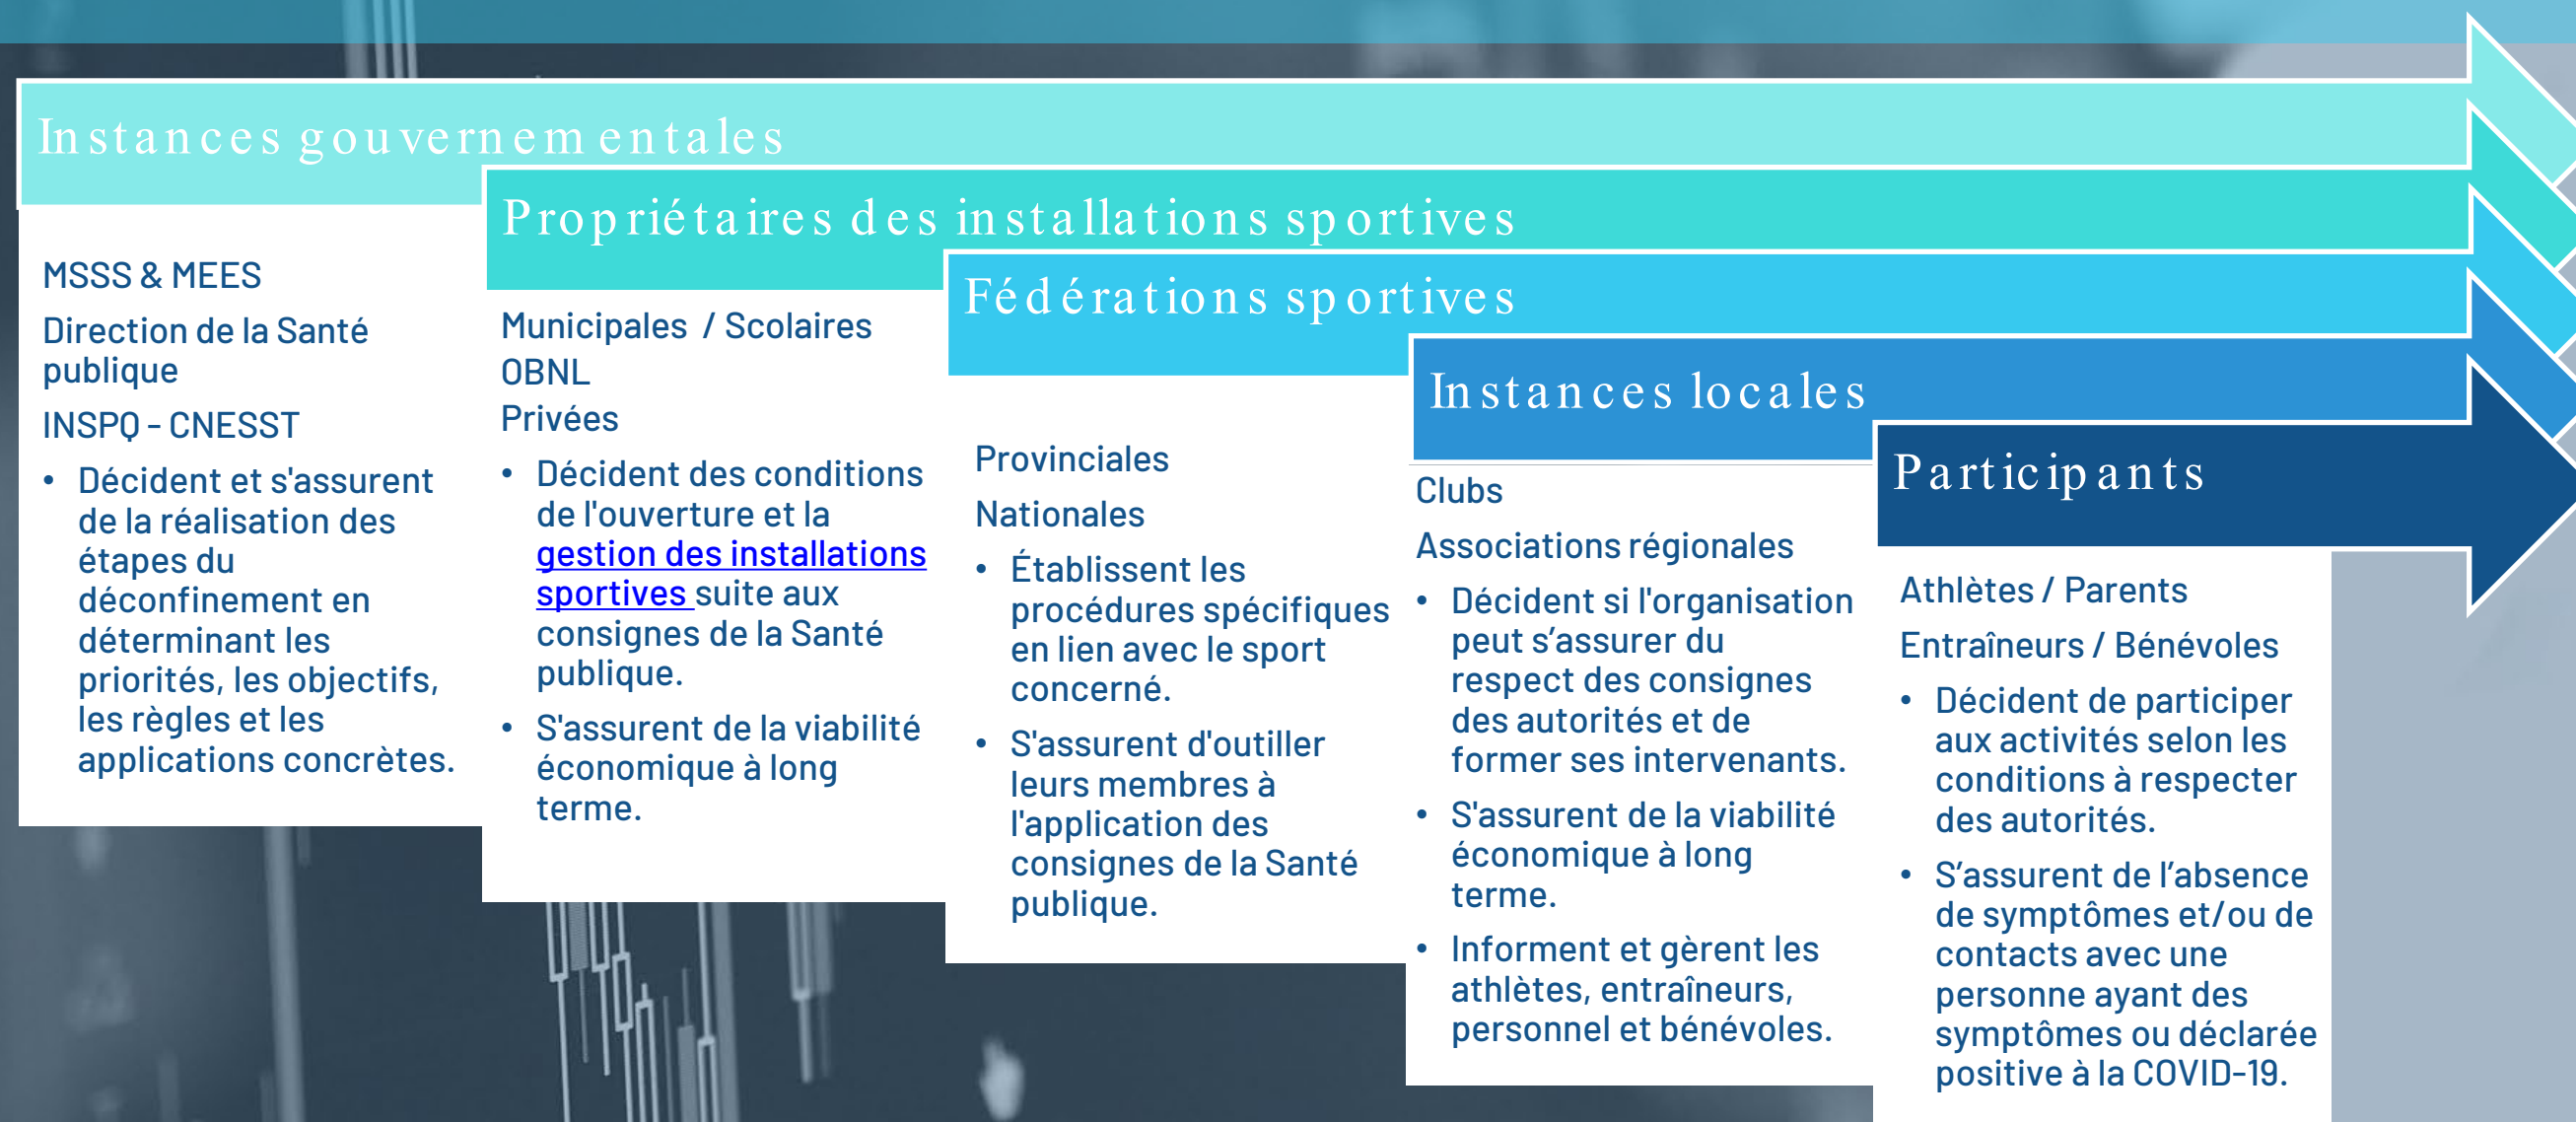 Instances gouvernementales
MSSS & MEES
Direction de la Santé
publique
INSPQ - CNESST
• Décident et s'assurent
de la réalisation des
étapes du
déconfinement en
déterminant les
priorités, les objectifs,
les règles et les
applications concrètes.
Propriétaires des installations sportives
Municipales / Scolaires
OBNL
Privées
• Décident des conditions
de l'ouverture et la
gestion des installations
sportives suite aux
consignes de la Santé
publique.
• S'assurent de la viabilité
économique à long
terme.
Fédérations sportives
Provinciales
Nationales
• Établissent les
procédures spécifiques
en lien avec le sport
concerné.
• S'assurent d'outiller
leurs membres à
l'application des
consignes de la Santé
publique.
Instances locales
Clubs
Associations régionales
• Décident si l'organisation
peut s’assurer du
respect des consignes
des autorités et de
former ses intervenants.
• S'assurent de la viabilité
économique à long
terme.
• Informent et gèrent les
athlètes, entraîneurs,
personnel et bénévoles.
Participants
Athlètes / Parents
Entraîneurs / Bénévoles
• Décident de participer
aux activités selon les
conditions à respecter
des autorités.
• S’assurent de l’absence
de symptômes et/ou de
contacts avec une
personne ayant des
symptômes ou déclarée
positive à la COVID-19.